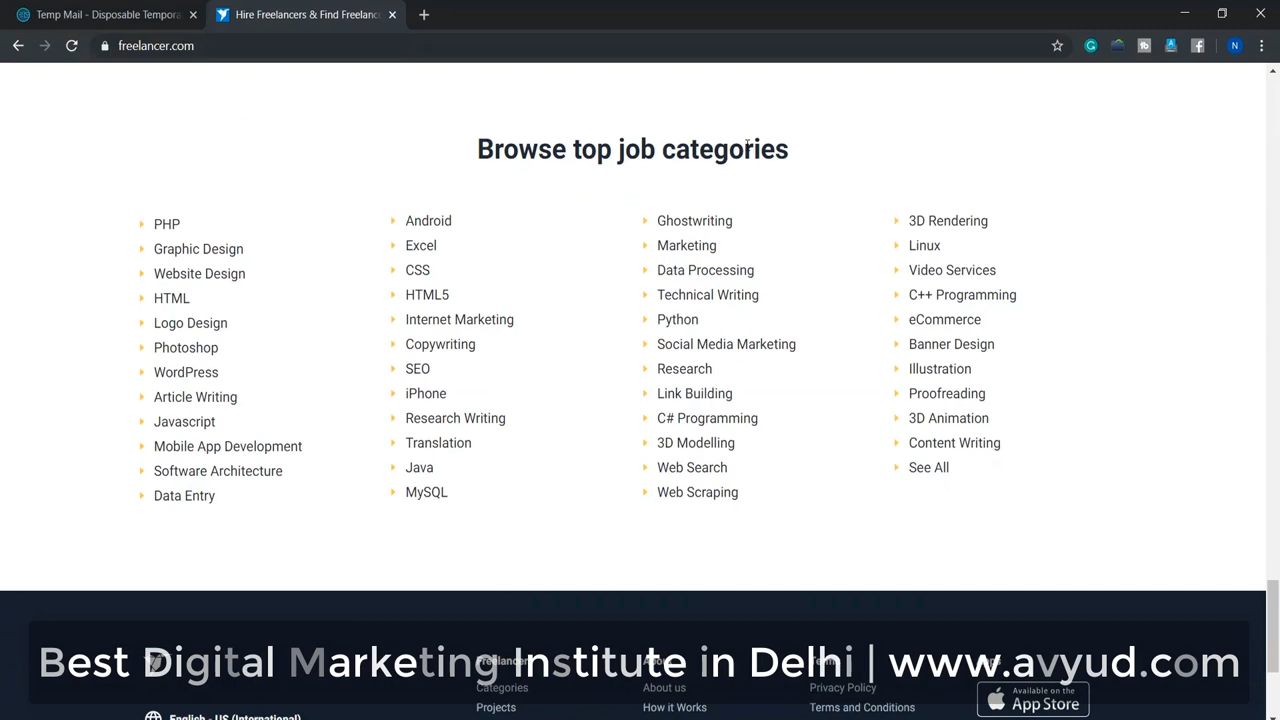 Temp Mail - Disposable Tempora
Hire Freelancers & Find Freelanc
freelancer.com
N
Browse top job categories
PHP
Graphic Design
Website Design
HTML
Logo Design
Photoshop
WordPress
Article Writing
Javascript
Mobile App Development
Software Architecture
Data Entry
Android
Excel
CSS
HTML5
Internet Marketing
Copywriting
SEO
iPhone
Research Writing
Translation
Java
MySQL
Ghostwriting
Marketing
Data Processing
Technical Writing
Python
Social Media Marketing
Research
Link Building
C# Programming
3D Modelling
Web Search
Web Scraping
3D Rendering
Linux
Video Services
C++ Programming
eCommerce
Banner Design
Illustration
Proofreading
3D Animation
Content Writing
See All
Best Digital Marketing Institute in Delhi | www.avyud.com
Freelancer
Categories
Projects
About us
How it Works
Privacy Policy
Terms and Conditions
Available on the
App Store
English - US (International)